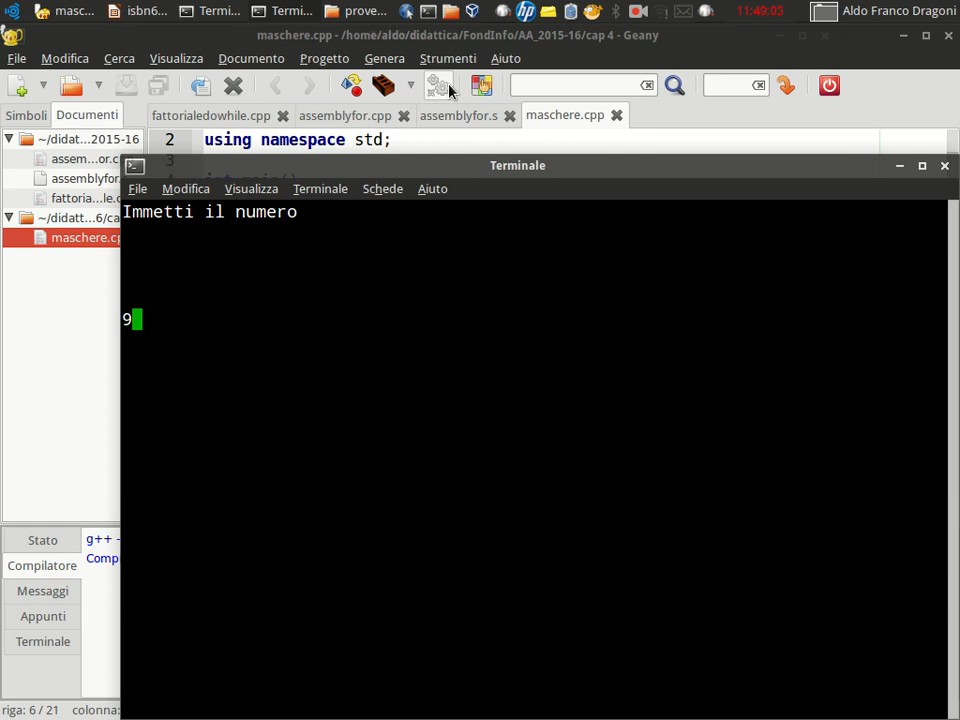 masc...
isbn6...
Termi...
Termi...
prove...
hp
11:49:05
Aldo Franco Dragoni
maschere.cpp - /home/aldo/didattica/FondInfo/AA_2015-16/cap 4 - Geany
File Modifica Cerca Visualizza Documento Progetto Genera Strumenti Aiuto
Simboli Documenti fattorialedowhile.cpp assemblyfor.cpp assemblyfor.s maschere.cpp
~/didat...2015-16
assem...or.c
assemblyfor.
fattoria...le.c
~/didatt...6/ca
maschere.cp
2 using namespace std;
3
Terminale
File Modifica Visualizza Terminale Schede Aiuto
Immetti il numero
9
Stato
Compilatore
Messaggi
Appunti
Terminale
g++ -
Comp
riga: 6 / 21 colonna: